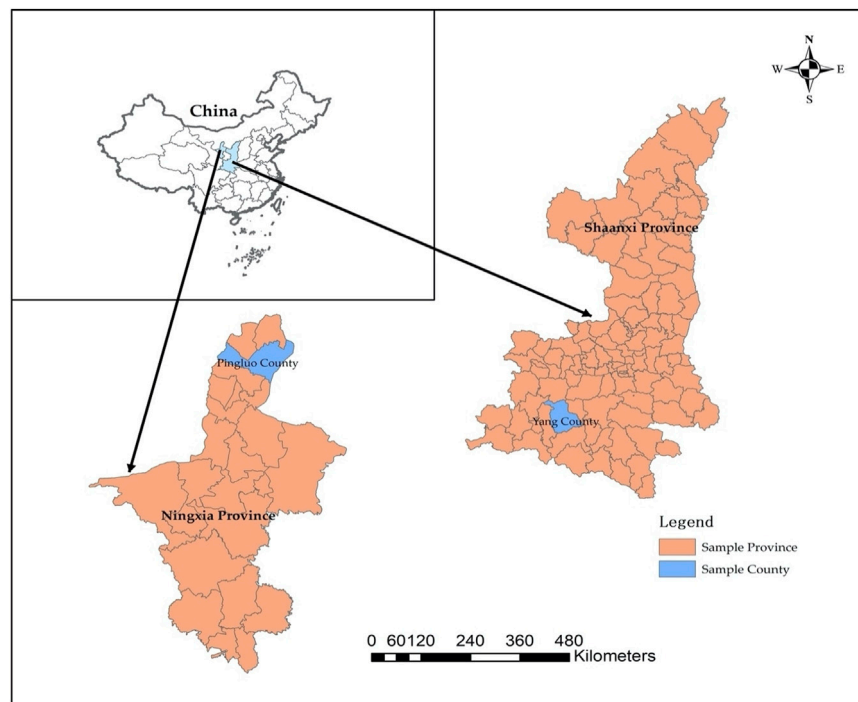 China
N
W E
S
Shaanxi Province
Pingluo County
Yang County
Ningxia Province
Legend
Sample Province
Sample County
0 60120 240 360 480
Kilometers